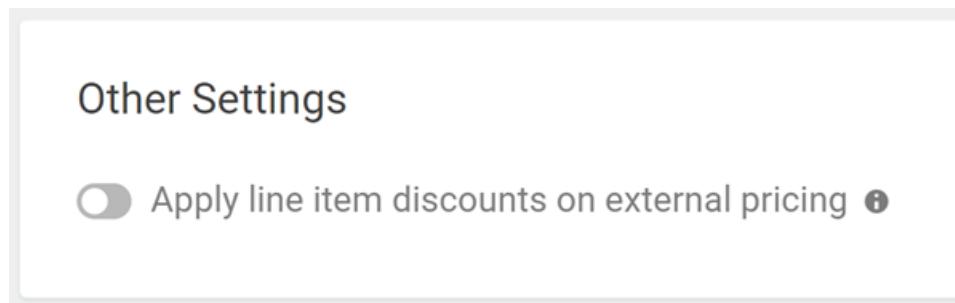 Other Settings
Apply line item discounts on external pricing